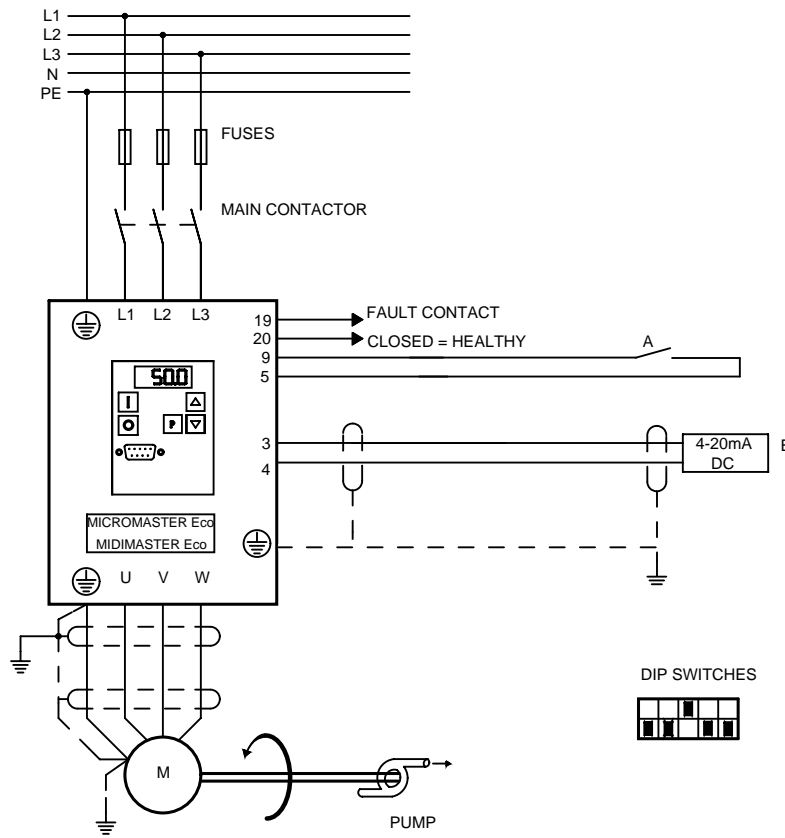 L1
L2
L3
N
PE
FUSES
MAIN CONTACTOR
L1 L2 L3
19 FAULT CONTACT
20 CLOSED = HEALTHY
9 A
5
50.0
I
O
P
3
4
4-20mA
DC
MICROMASTER Eco
MIDIMASTER Eco
U V W
DIP SWITCHES
M
PUMP